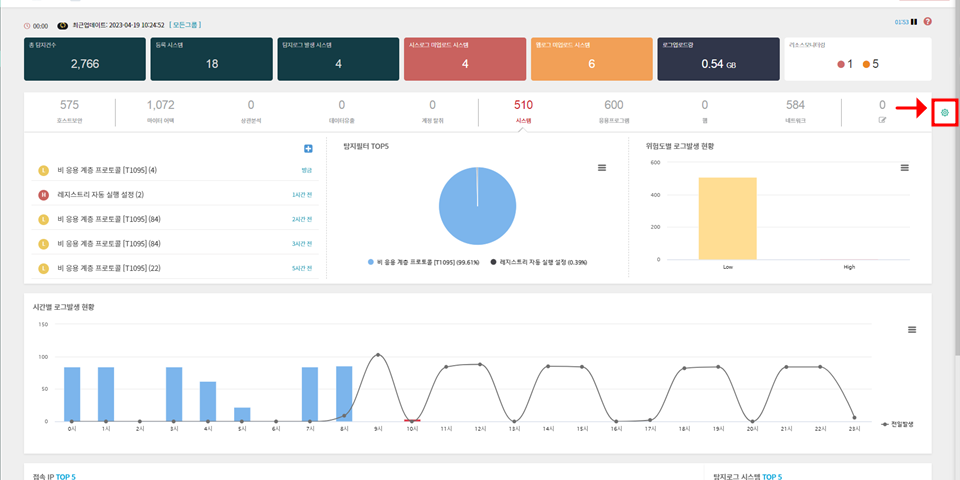 00:00 최근업데이트: 2023-04-19 10:24:52 [ 모든그룹 ]
01:53
총 탐지건수 등록 시스템 탐지로그 발생 시스템 시스로그 미업로드 시스템 웹로그 미업로드 시스템 로그업로드량 리소스모니터링
2,766 18 4 4 6 0.54 GB 1 5
575 1,072 0 0 0 510 600 0 584 0
호스트보안 하이더 어택 상관분석 데이터유출 계정 탈취 시스템 응용프로그램 웹 네트워크
탐지필터 TOP5
위험도별 로그발생 현황
L 비 응용 계층 프로토콜 [T1095] (4) 방금
H 레지스트리 자동 실행 설정 (2) 1시간 전
L 비 응용 계층 프로토콜 [T1095] (84) 2시간 전
L 비 응용 계층 프로토콜 [T1095] (84) 3시간 전
L 비 응용 계층 프로토콜 [T1095] (22) 5시간 전
비 응용 계층 프로토콜 [T1095] (99.61%) 레지스트리 자동 실행 설정 (0.39%)
600
400
200
0
Low High
시간별 로그발생 현황
150
100
50
0
0시 1시 2시 3시 4시 5시 6시 7시 8시 9시 10시 11시 12시 13시 14시 15시 16시 17시 18시 19시 20시 21시 22시 23시
전일발생
접속 IP TOP 5
탐지로그 시스템 TOP 5